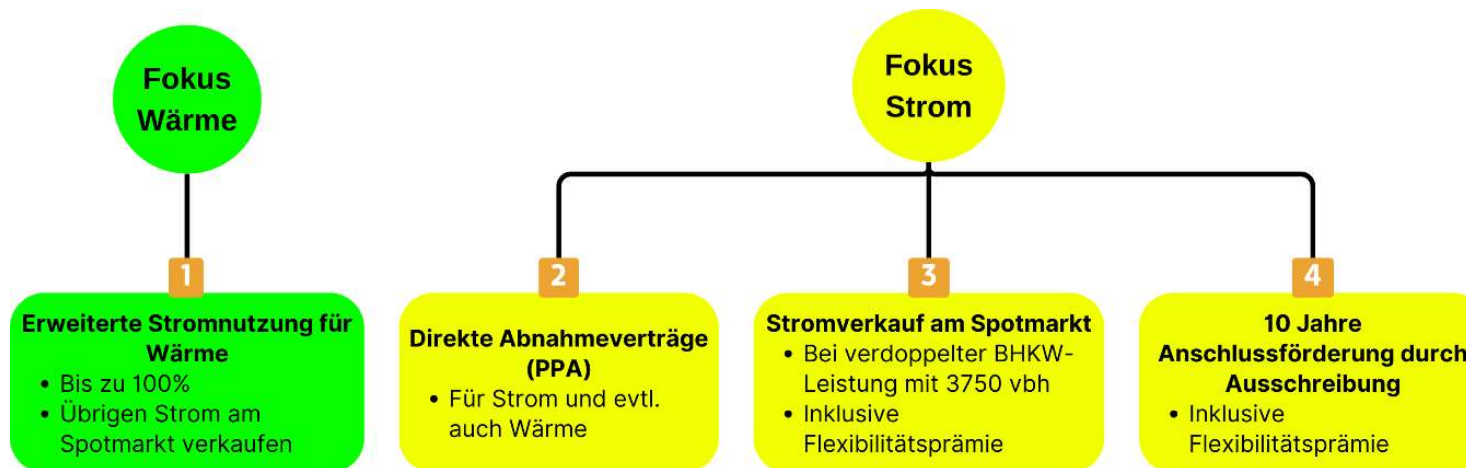 Fokus
Wärme
Fokus
Strom
1
Erweiterte Stromnutzung für
Wärme
• Bis zu 100%
• Übrigen Strom am
Spotmarkt verkaufen
2
Direkte Abnahmeverträge
(PPA)
• Für Strom und evtl.
auch Wärme
3
Stromverkauf am Spotmarkt
• Bei verdoppelter BHKW-
Leistung mit 3750 vbh
• Inklusive
Flexibilitätsprämie
4
10 Jahre
Anschlussförderung durch
Ausschreibung
• Inklusive
Flexibilitätsprämie